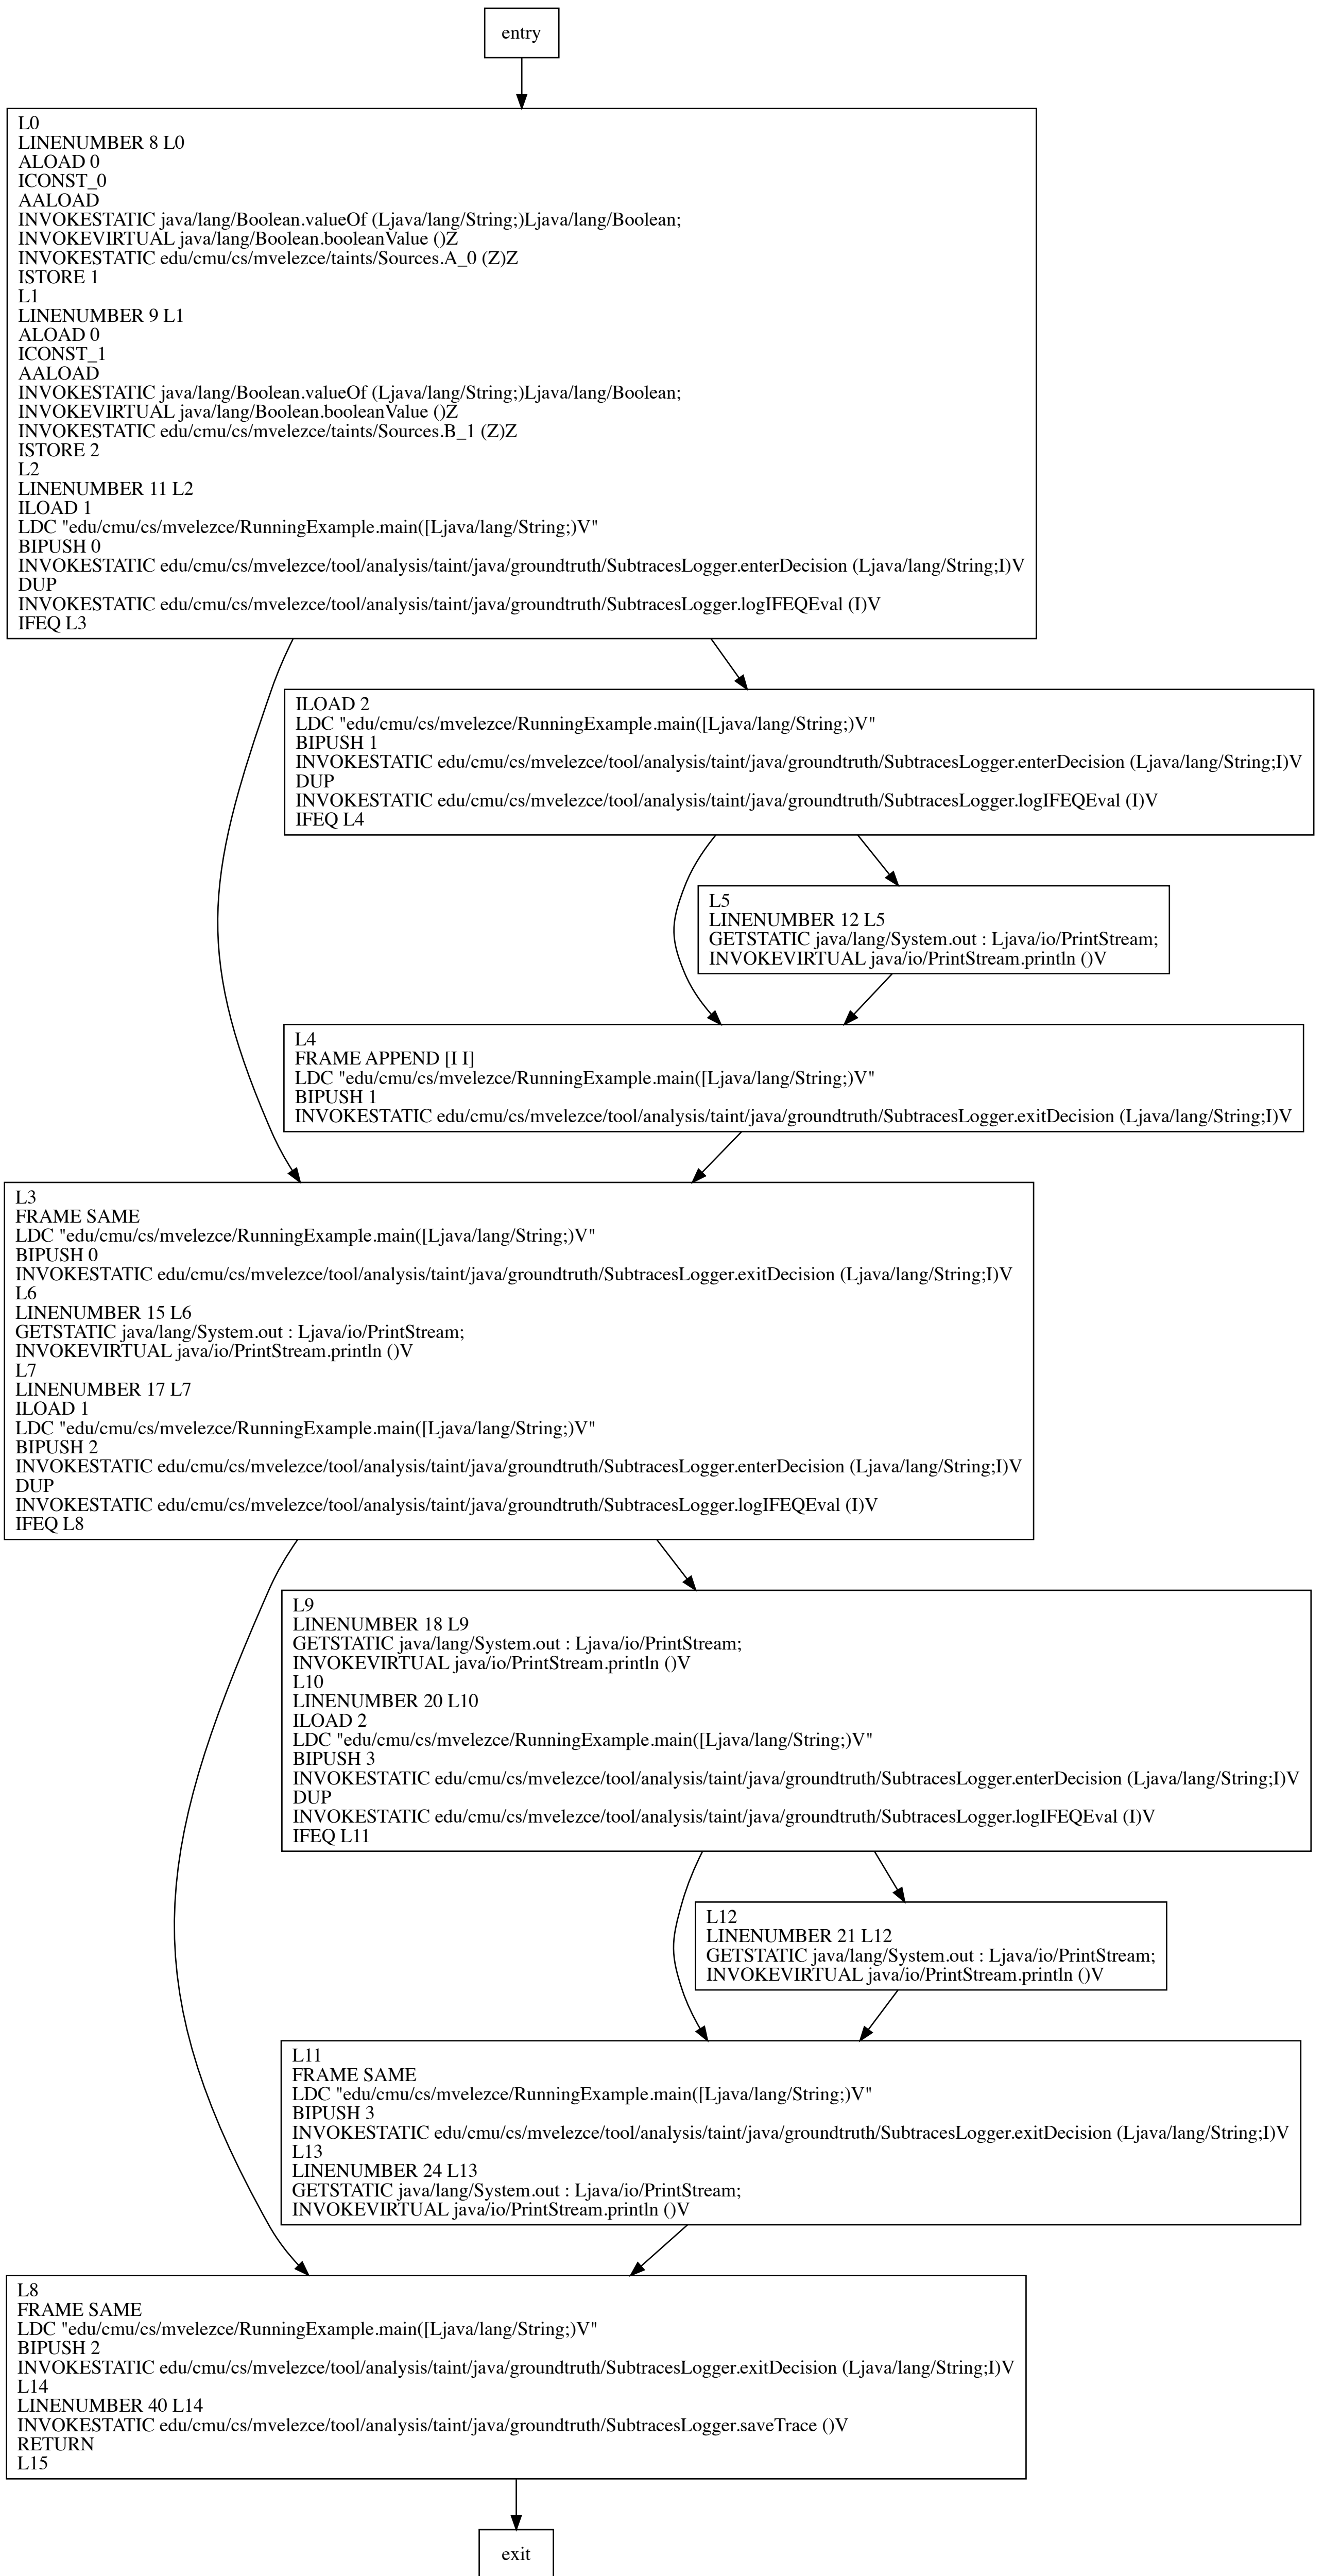 entry
L0
LINENUMBER 8 L0
ALOAD 0
ICONST_0
AALOAD
INVOKESTATIC java/lang/Boolean.valueOf (Ljava/lang/String;)Ljava/lang/Boolean;
INVOKEVIRTUAL java/lang/Boolean.booleanValue ()Z
INVOKESTATIC edu/cmu/cs/mvelezce/taints/Sources.A_0 (Z)Z
ISTORE 1
L1
LINENUMBER 9 L1
ALOAD 0
ICONST_1
AALOAD
INVOKESTATIC java/lang/Boolean.valueOf (Ljava/lang/String;)Ljava/lang/Boolean;
INVOKEVIRTUAL java/lang/Boolean.booleanValue ()Z
INVOKESTATIC edu/cmu/cs/mvelezce/taints/Sources.B_1 (Z)Z
ISTORE 2
L2
LINENUMBER 11 L2
ILOAD 1
LDC "edu/cmu/cs/mvelezce/RunningExample.main([Ljava/lang/String;)V"
BIPUSH 0
INVOKESTATIC edu/cmu/cs/mvelezce/tool/analysis/taint/java/groundtruth/SubtracesLogger.enterDecision (Ljava/lang/String;I)V
DUP
INVOKESTATIC edu/cmu/cs/mvelezce/tool/analysis/taint/java/groundtruth/SubtracesLogger.logIFEQEval (I)V
IFEQ L3
ILOAD 2
LDC "edu/cmu/cs/mvelezce/RunningExample.main([Ljava/lang/String;)V"
BIPUSH 1
INVOKESTATIC edu/cmu/cs/mvelezce/tool/analysis/taint/java/groundtruth/SubtracesLogger.enterDecision (Ljava/lang/String;I)V
DUP
INVOKESTATIC edu/cmu/cs/mvelezce/tool/analysis/taint/java/groundtruth/SubtracesLogger.logIFEQEval (I)V
IFEQ L4
L5
LINENUMBER 12 L5
GETSTATIC java/lang/System.out : Ljava/io/PrintStream;
INVOKEVIRTUAL java/io/PrintStream.println ()V
L4
FRAME APPEND [I I]
LDC "edu/cmu/cs/mvelezce/RunningExample.main([Ljava/lang/String;)V"
BIPUSH 1
INVOKESTATIC edu/cmu/cs/mvelezce/tool/analysis/taint/java/groundtruth/SubtracesLogger.exitDecision (Ljava/lang/String;I)V
L3
FRAME SAME
LDC "edu/cmu/cs/mvelezce/RunningExample.main([Ljava/lang/String;)V"
BIPUSH 0
INVOKESTATIC edu/cmu/cs/mvelezce/tool/analysis/taint/java/groundtruth/SubtracesLogger.exitDecision (Ljava/lang/String;I)V
L6
LINENUMBER 15 L6
GETSTATIC java/lang/System.out : Ljava/io/PrintStream;
INVOKEVIRTUAL java/io/PrintStream.println ()V
L7
LINENUMBER 17 L7
ILOAD 1
LDC "edu/cmu/cs/mvelezce/RunningExample.main([Ljava/lang/String;)V"
BIPUSH 2
INVOKESTATIC edu/cmu/cs/mvelezce/tool/analysis/taint/java/groundtruth/SubtracesLogger.enterDecision (Ljava/lang/String;I)V
DUP
INVOKESTATIC edu/cmu/cs/mvelezce/tool/analysis/taint/java/groundtruth/SubtracesLogger.logIFEQEval (I)V
IFEQ L8
L9
LINENUMBER 18 L9
GETSTATIC java/lang/System.out : Ljava/io/PrintStream;
INVOKEVIRTUAL java/io/PrintStream.println ()V
L10
LINENUMBER 20 L10
ILOAD 2
LDC "edu/cmu/cs/mvelezce/RunningExample.main([Ljava/lang/String;)V"
BIPUSH 3
INVOKESTATIC edu/cmu/cs/mvelezce/tool/analysis/taint/java/groundtruth/SubtracesLogger.enterDecision (Ljava/lang/String;I)V
DUP
INVOKESTATIC edu/cmu/cs/mvelezce/tool/analysis/taint/java/groundtruth/SubtracesLogger.logIFEQEval (I)V
IFEQ L11
L12
LINENUMBER 21 L12
GETSTATIC java/lang/System.out : Ljava/io/PrintStream;
INVOKEVIRTUAL java/io/PrintStream.println ()V
L11
FRAME SAME
LDC "edu/cmu/cs/mvelezce/RunningExample.main([Ljava/lang/String;)V"
BIPUSH 3
INVOKESTATIC edu/cmu/cs/mvelezce/tool/analysis/taint/java/groundtruth/SubtracesLogger.exitDecision (Ljava/lang/String;I)V
L13
LINENUMBER 24 L13
GETSTATIC java/lang/System.out : Ljava/io/PrintStream;
INVOKEVIRTUAL java/io/PrintStream.println ()V
L8
FRAME SAME
LDC "edu/cmu/cs/mvelezce/RunningExample.main([Ljava/lang/String;)V"
BIPUSH 2
INVOKESTATIC edu/cmu/cs/mvelezce/tool/analysis/taint/java/groundtruth/SubtracesLogger.exitDecision (Ljava/lang/String;I)V
L14
LINENUMBER 40 L14
INVOKESTATIC edu/cmu/cs/mvelezce/tool/analysis/taint/java/groundtruth/SubtracesLogger.saveTrace ()V
RETURN
L15
exit